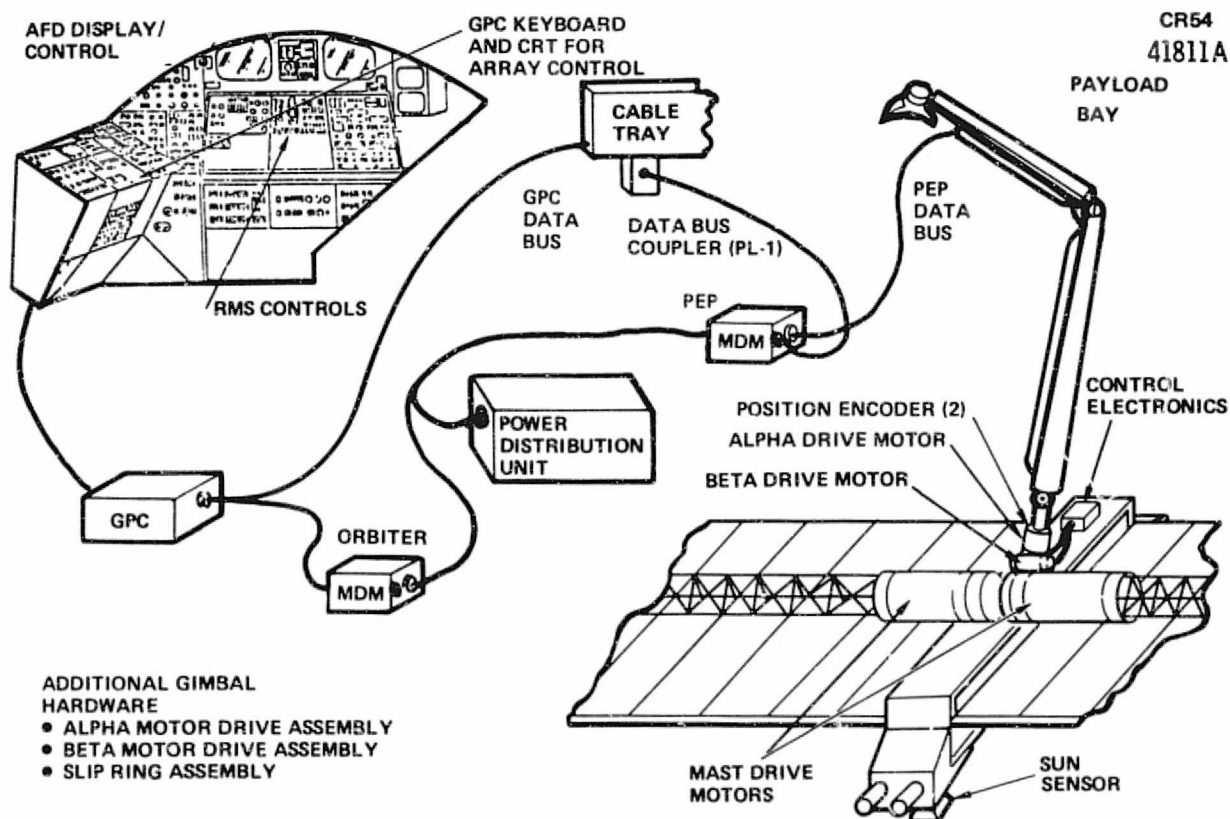 AFD DISPLAY/
CONTROL
GPC KEYBOARD
AND CRT FOR
ARRAY CONTROL
CR54
41811A
PAYLOAD
BAY
CABLE
TRAY
GPC
DATA
BUS
DATA BUS
COUPLER (PL-1)
PEP
DATA
BUS
RMS CONTROLS
PEP
MDM
POWER
DISTRIBUTION
UNIT
CONTROL
ELECTRONICS
POSITION ENCODER (2)
ALPHA DRIVE MOTOR
BETA DRIVE MOTOR
GPC
ORBITER
MDM
ADDITIONAL GIMBAL
HARDWARE
• ALPHA MOTOR DRIVE ASSEMBLY
• BETA MOTOR DRIVE ASSEMBLY
• SLIP RING ASSEMBLY
MAST DRIVE
MOTORS
SUN
SENSOR